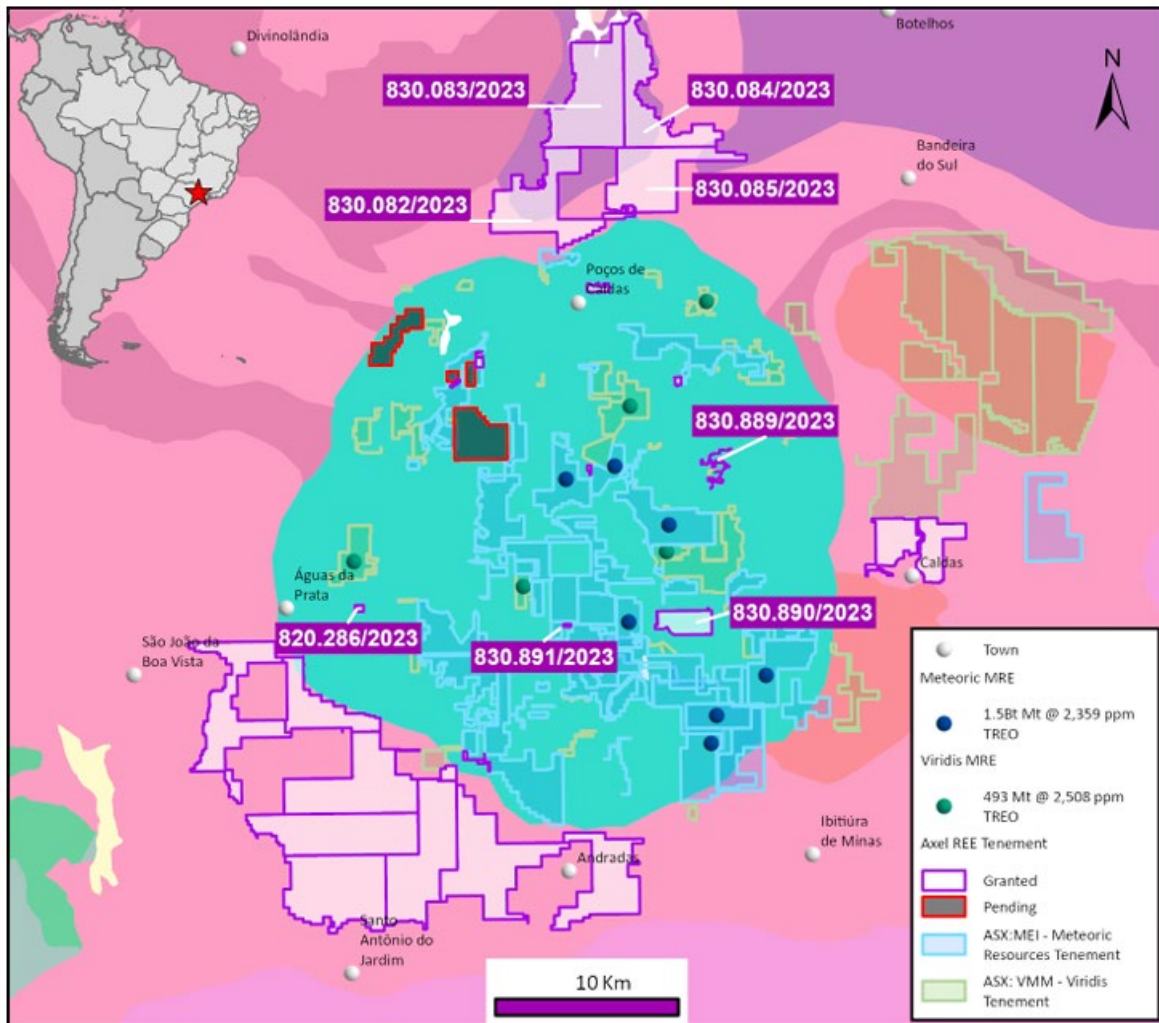 Divinolândia
Botelhos
N
830.083/2023
830.084/2023
Bandeira
do Sul
830.082/2023
830.085/2023
Poços de
Caldas
830.889/2023
Caldas
Águas da
Prata
820.286/2023
830.891/2023
830.890/2023
São João da
Boa Vista
Andradas
Ibitiúra
de Minas
Santo
Antônio do
Jardim
10 Km
Town
Meteoric MRE
1.5Bt Mt @ 2,359 ppm
TREO
Viridis MRE
493 Mt @ 2,508 ppm
TREO
Axel REE Tenement
Granted
Pending
ASX:MEI - Meteoric
Resources Tenement
ASX: VMM - Viridis
Tenement